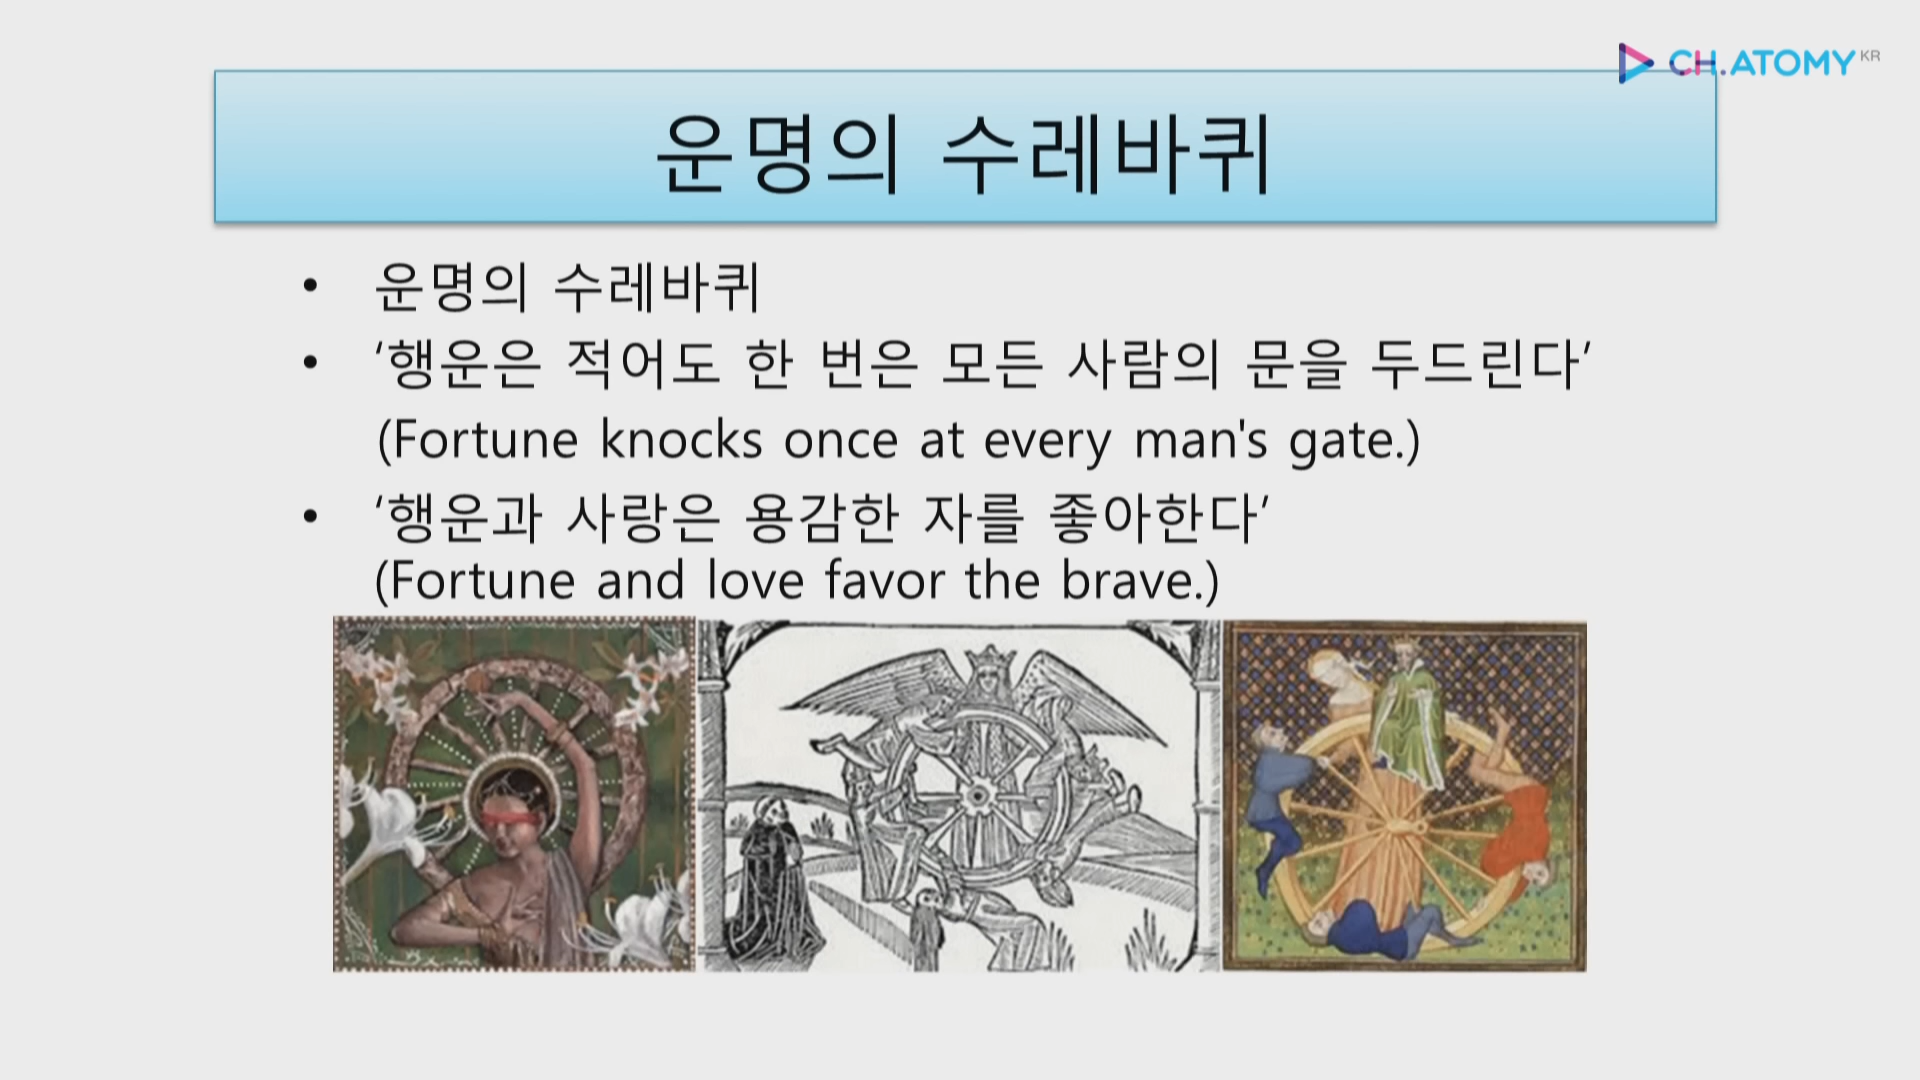 CH.ATOMY KR
운명의 수레바퀴
• 운명의 수레바퀴
• ‘행운은 적어도 한 번은 모든 사람의 문을 두드린다’
(Fortune knocks once at every man's gate.)
• ‘행운과 사랑은 용감한 자를 좋아한다’
(Fortune and love favor the brave.)